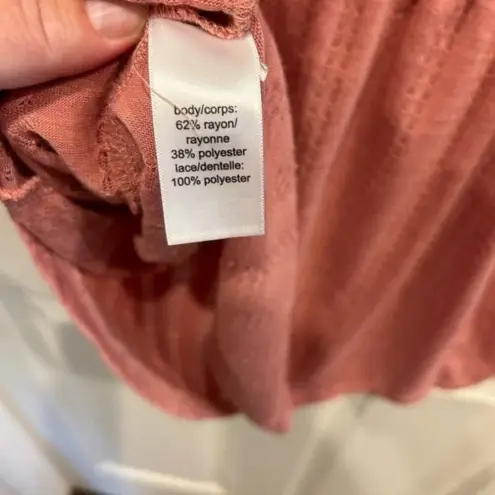 body/corps:
62% rayon/
rayonne
38% polyester
lace/dentelle:
100% polyester